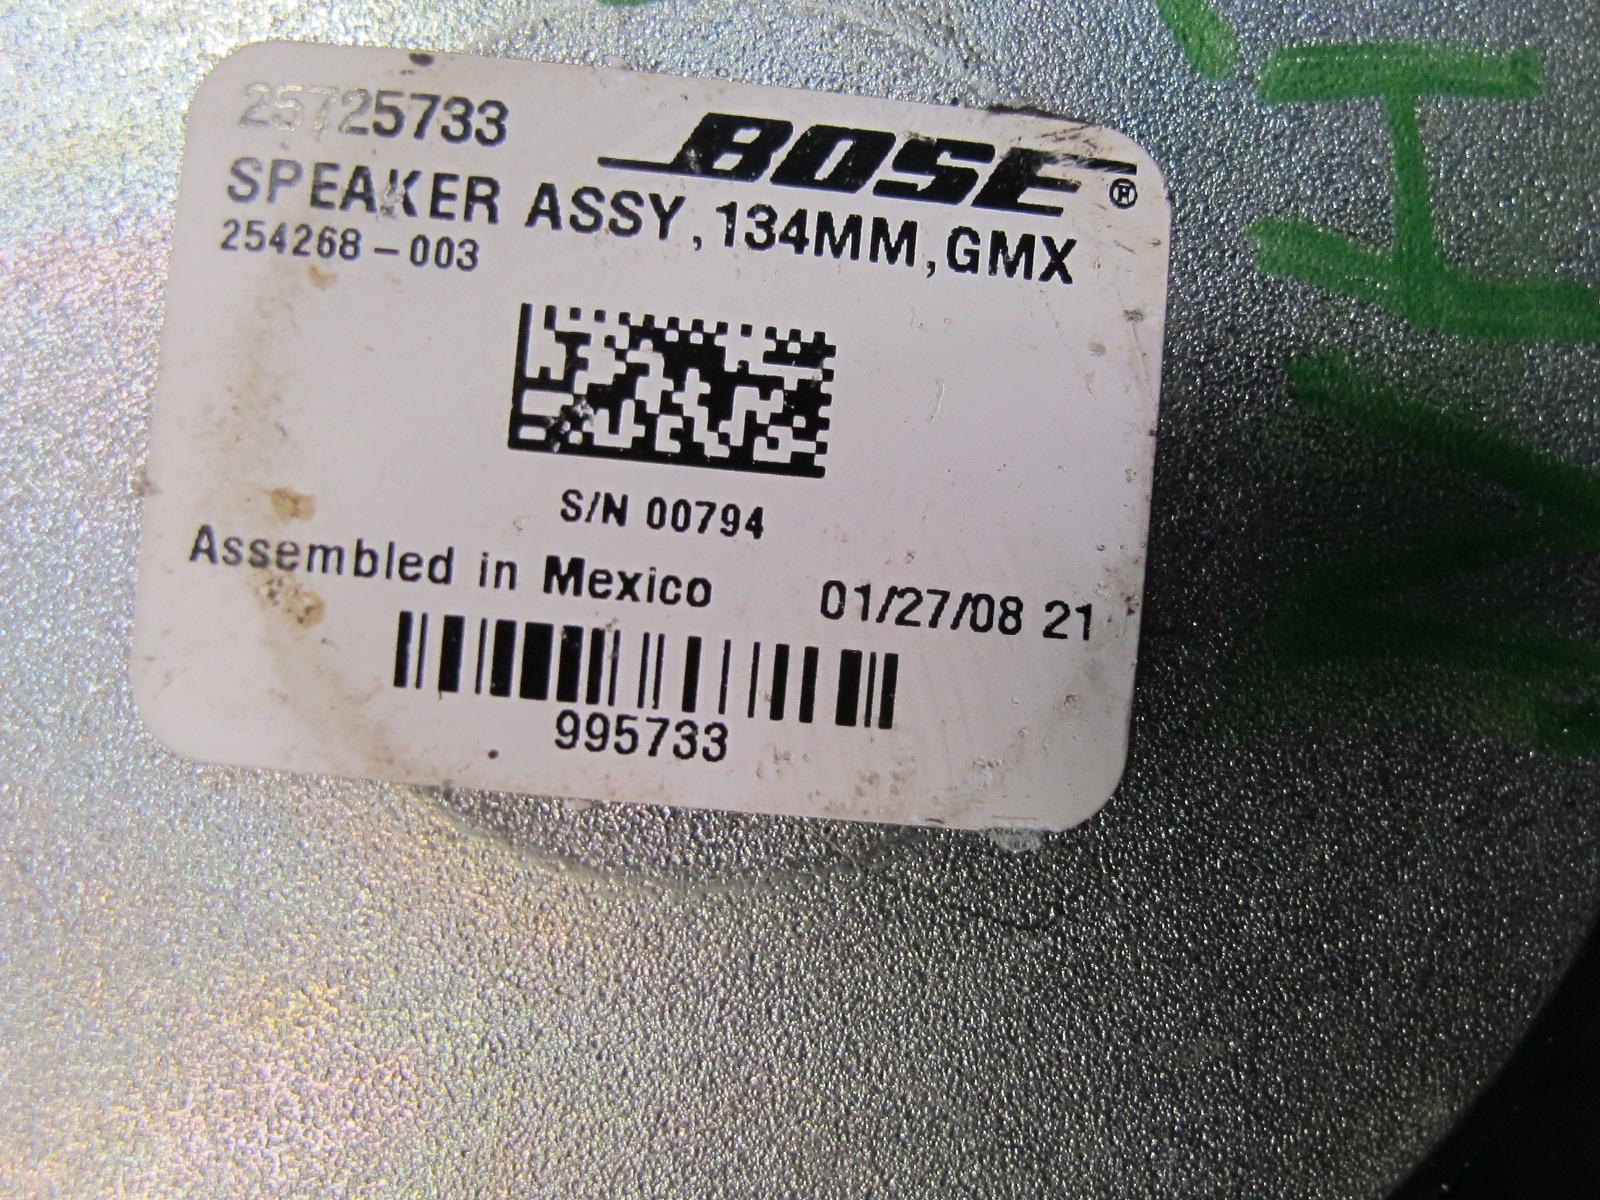 25725733
BOSE®
SPEAKER ASSY,134MM,GMX
254268-003
S/N 00794
Assembled in Mexico 01/27/08 21
995733